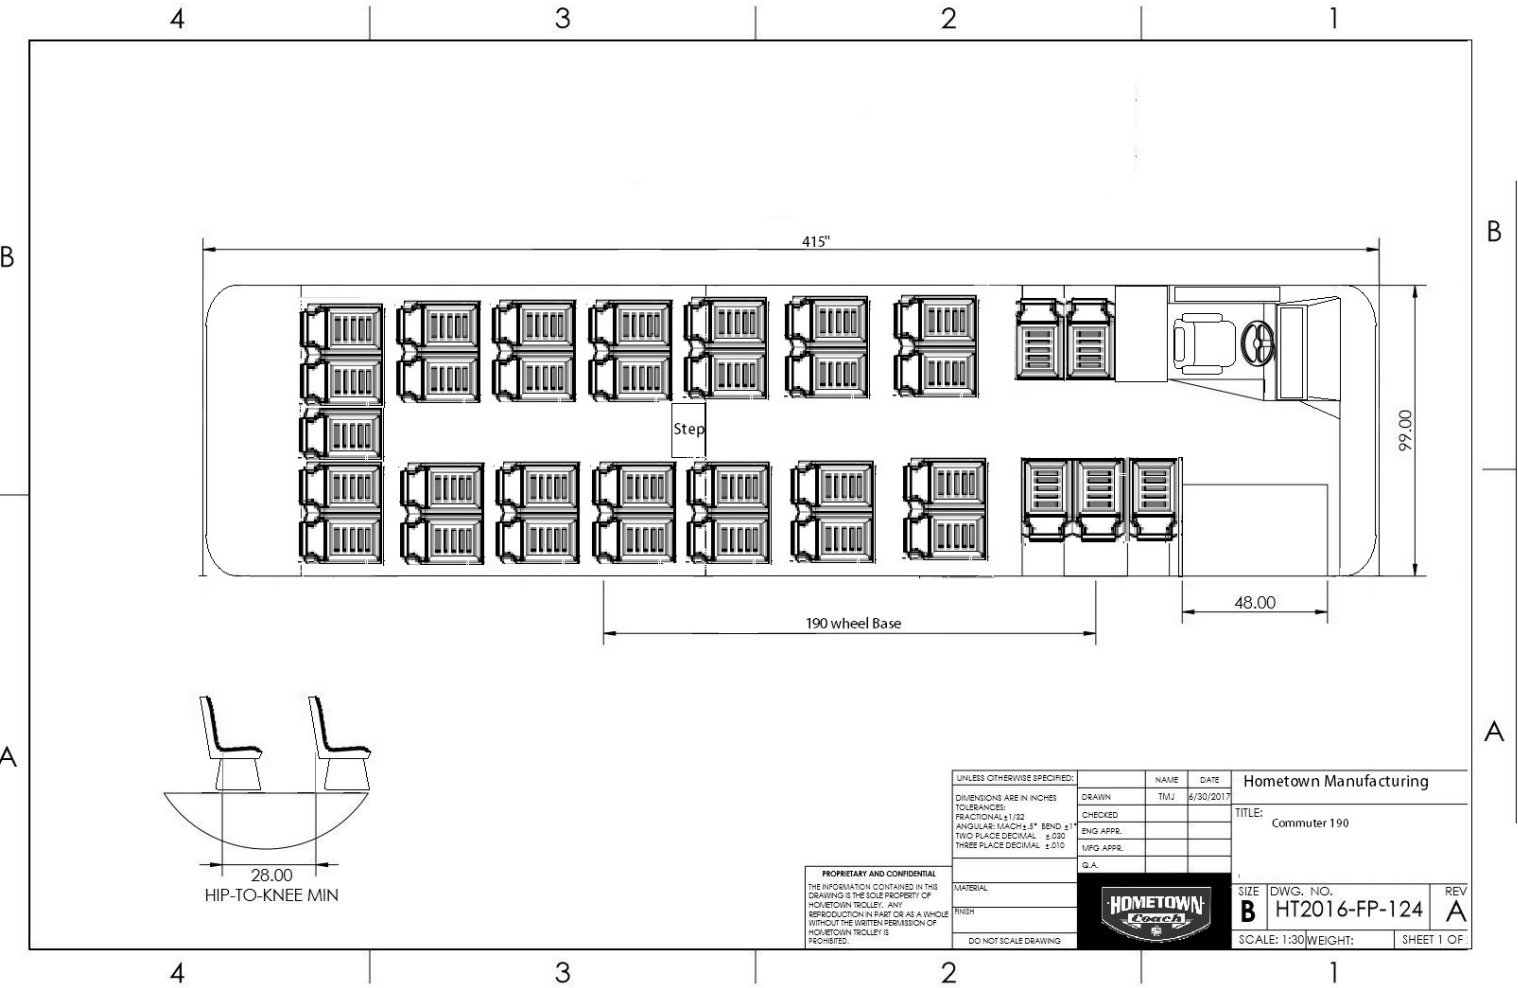 4 3 2 1
B B
415"
Step
99.00
48.00
190 wheel Base
A A
28.00
HIP-TO-KNEE MIN
PROPRIETARY AND CONFIDENTIAL
THE INFORMATION CONTAINED IN THIS
DRAWING IS THE SOLE PROPERTY OF
HOMETOWN TROLLEY. ANY
REPRODUCTION IN PART OR AS A WHOLE
WITHOUT THE WRITTEN PERMISSION OF
HOMETOWN TROLLEY IS
PROHIBITED.
UNLESS OTHERWISE SPECIFIED:
DIMENSIONS ARE IN INCHES
TOLERANCES:
FRACTIONAL ±1/32
ANGULAR: MACH ±.5° BEND ±1°
TWO PLACE DECIMAL ±.030
THREE PLACE DECIMAL ±.010
MATERIAL
FINISH
DO NOT SCALE DRAWING
NAME DATE
DRAWN TMJ 6/30/2017
CHECKED
ENG APPR.
MFG APPR.
Q.A.
HOMETOWN
Coach
Hometown Manufacturing
TITLE:
Commuter 190
SIZE DWG. NO. REV
B HT2016-FP-124 A
SCALE: 1:30 WEIGHT: SHEET 1 OF
4 3 2 1